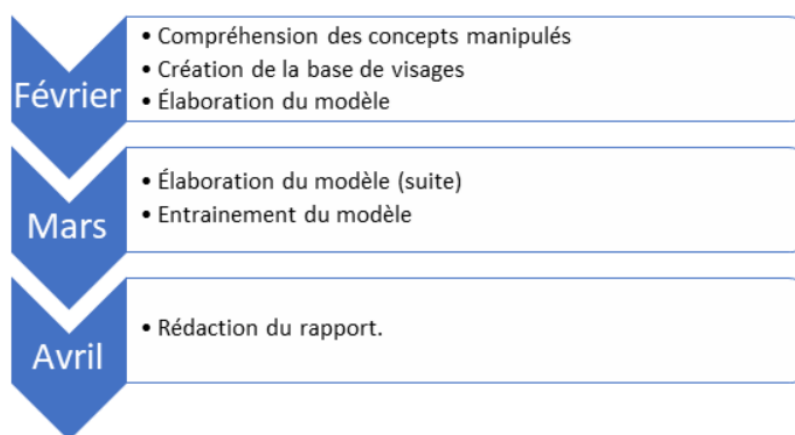 Février
• Compréhension des concepts manipulés
• Création de la base de visages
• Élaboration du modèle
Mars
• Élaboration du modèle (suite)
• Entrainement du modèle
Avril
• Rédaction du rapport.